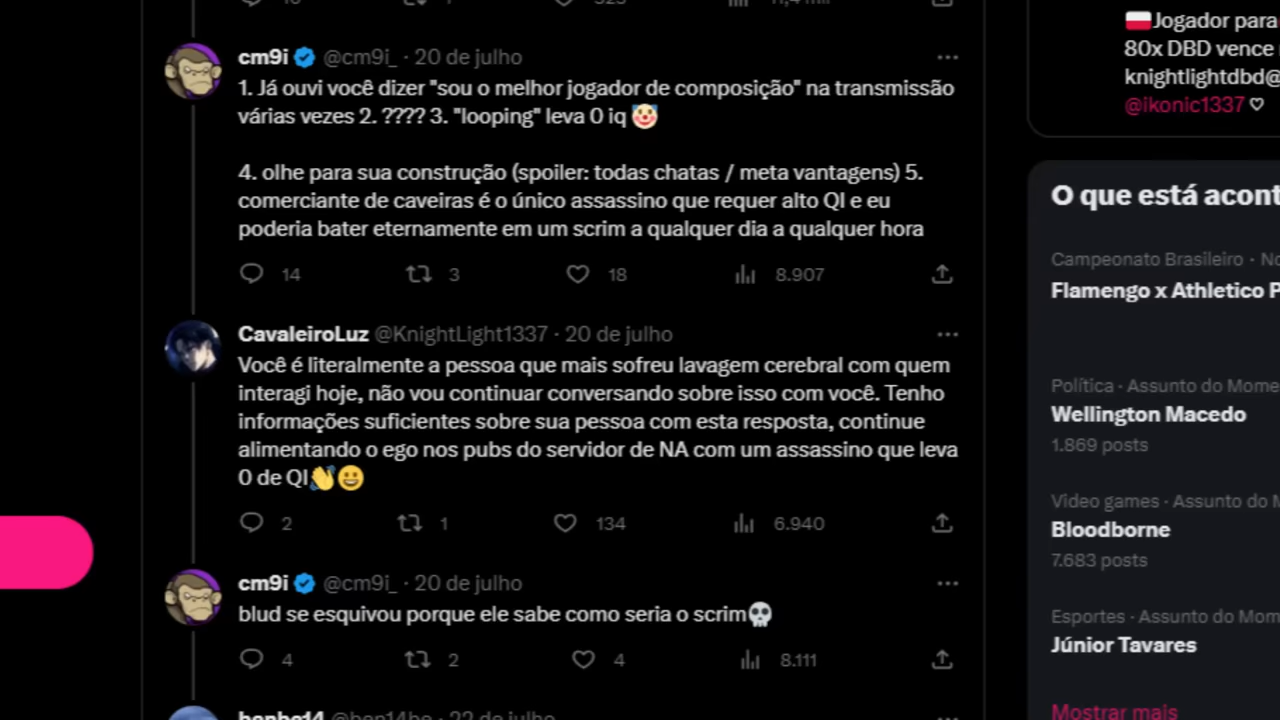 cm9i @cm9i_ · 20 de julho
1. Já ouvi você dizer "sou o melhor jogador de composição" na transmissão
várias vezes 2. ???? 3. "looping" leva 0 iq 🤡
4. olhe para sua construção (spoiler: todas chatas / meta vantagens) 5.
comerciante de caveiras é o único assassino que requer alto QI e eu
poderia bater eternamente em um scrim a qualquer dia a qualquer hora
14 3 18 8.907
CavaleiroLuz @KnightLight1337 · 20 de julho
Você é literalmente a pessoa que mais sofreu lavagem cerebral com quem
interagi hoje, não vou continuar conversando sobre isso com você. Tenho
informações suficientes sobre sua pessoa com esta resposta, continue
alimentando o ego nos pubs do servidor de NA com um assassino que leva
0 de QI👋😀
2 1 134 6.940
cm9i @cm9i_ · 20 de julho
blud se esquivou porque ele sabe como seria o scrim💀
4 2 4 8.111
🇵🇱Jogador para
80x DBD vence
knightlightdbd@
@ikonic1337 ♡
O que está acont
Campeonato Brasileiro · No
Flamengo x Athletico P
Política · Assunto do Mome
Wellington Macedo
1.869 posts
Video games · Assunto do M
Bloodborne
7.683 posts
Esportes · Assunto do Mom
Júnior Tavares
Mostrar mais